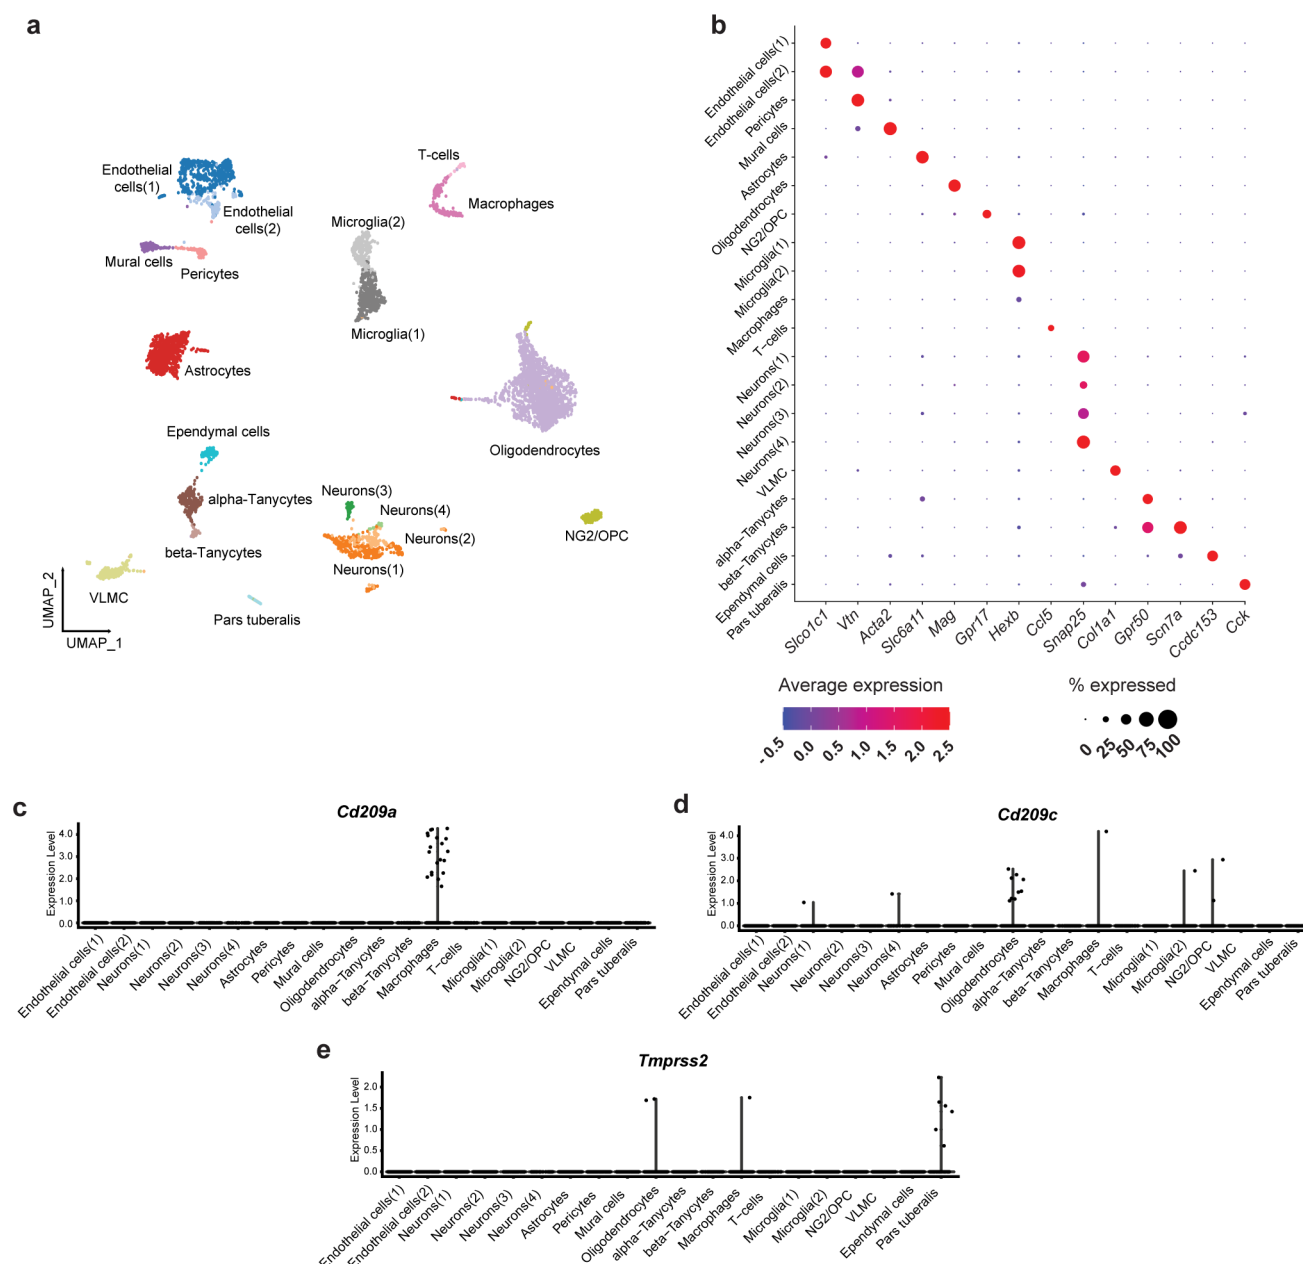 a
Endothelial
cells(1)
Endothelial
cells(2)
Mural cells
Pericytes
T-cells
Macrophages
Microglia(2)
Microglia(1)
Astrocytes
Oligodendrocytes
Ependymal cells
alpha-Tanycytes
beta-Tanycytes
Neurons(3)
Neurons(4)
Neurons(2)
Neurons(1)
NG2/OPC
VLMC
Pars tuberalis
UMAP_2
UMAP_1
b
Endothelial cells(1)
Endothelial cells(2)
Pericytes
Mural cells
Astrocytes
Oligodendrocytes
NG2/OPC
Microglia(1)
Microglia(2)
Macrophages
T-cells
Neurons(1)
Neurons(2)
Neurons(3)
Neurons(4)
VLMC
alpha-Tanycytes
beta-Tanycytes
Ependymal cells
Pars tuberalis
Slco1c1 Vtn Acta2 Slc6a11 Mag Gpr17 Hexb Ccl5 Snap25 Col1a1 Gpr50 Scn7a Ccdc153 Cck
Average expression
-0.5 0.0 0.5 1.0 1.5 2.0 2.5
% expressed
0 25 50 75 100
c
Cd209a
Expression Level
4.0
3.0
2.0
1.0
0.0
Endothelial cells(1) Endothelial cells(2) Neurons(1) Neurons(2) Neurons(3) Neurons(4) Astrocytes Pericytes Mural cells Oligodendrocytes alpha-Tanycytes beta-Tanycytes Macrophages T-cells Microglia(1) Microglia(2) NG2/OPC VLMC Ependymal cells Pars tuberalis
d
Cd209c
Expression Level
4.0
3.0
2.0
1.0
0.0
Endothelial cells(1) Endothelial cells(2) Neurons(1) Neurons(2) Neurons(3) Neurons(4) Astrocytes Pericytes Mural cells Oligodendrocytes alpha-Tanycytes beta-Tanycytes Macrophages T-cells Microglia(1) Microglia(2) NG2/OPC VLMC Ependymal cells Pars tuberalis
e
Tmprss2
Expression Level
2.0
1.5
1.0
0.5
0.0
Endothelial cells(1) Endothelial cells(2) Neurons(1) Neurons(2) Neurons(3) Neurons(4) Astrocytes Pericytes Mural cells Oligodendrocytes alpha-Tanycytes beta-Tanycytes Macrophages T-cells Microglia(1) Microglia(2) NG2/OPC VLMC Ependymal cells Pars tuberalis